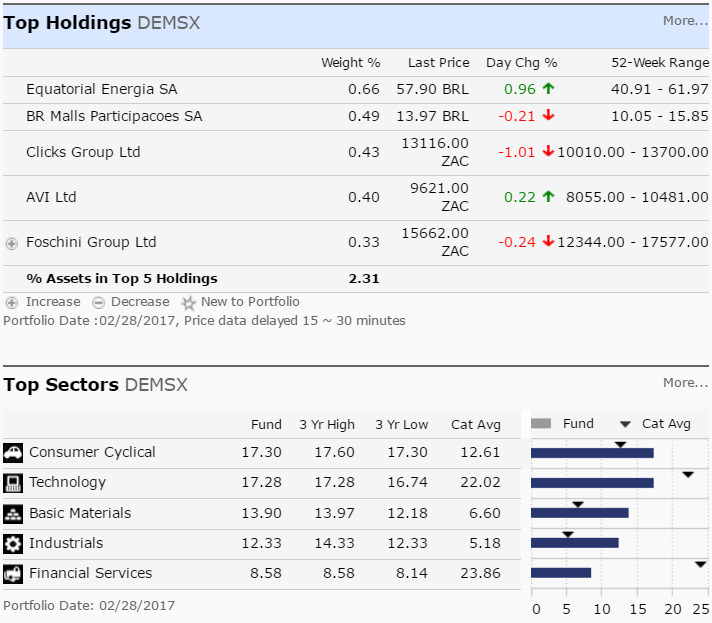 Top Holdings DEMSX More...
Weight % Last Price Day Chg % 52-Week Range
Equatorial Energia SA 0.66 57.90 BRL 0.96 40.91 - 61.97
BR Malls Participacoes SA 0.49 13.97 BRL -0.21 10.05 - 15.85
Clicks Group Ltd 0.43 13116.00 ZAC -1.01 10010.00 - 13700.00
AVI Ltd 0.40 9621.00 ZAC 0.22 8055.00 - 10481.00
Foschini Group Ltd 0.33 15662.00 ZAC -0.24 12344.00 - 17577.00
% Assets in Top 5 Holdings 2.31
Increase Decrease New to Portfolio
Portfolio Date :02/28/2017, Price data delayed 15 ~ 30 minutes
Top Sectors DEMSX More...
Fund 3 Yr High 3 Yr Low Cat Avg Fund Cat Avg
Consumer Cyclical 17.30 17.60 17.30 12.61
Technology 17.28 17.28 16.74 22.02
Basic Materials 13.90 13.97 12.18 6.60
Industrials 12.33 14.33 12.33 5.18
Financial Services 8.58 8.58 8.14 23.86
0 5 10 15 20 25
Portfolio Date: 02/28/2017